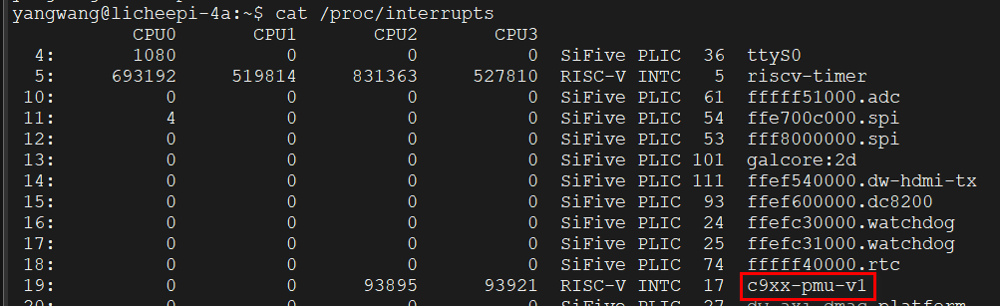 yangwang@licheepi-4a:~$ cat /proc/interrupts
CPU0 CPU1 CPU2 CPU3
4: 1080 0 0 0 SiFive PLIC 36 ttyS0
5: 693192 519814 831363 527810 RISC-V INTC 5 riscv-timer
10: 0 0 0 0 SiFive PLIC 61 fffff51000.adc
11: 4 0 0 0 SiFive PLIC 54 ffe700c000.spi
12: 0 0 0 0 SiFive PLIC 53 fff8000000.spi
13: 0 0 0 0 SiFive PLIC 101 galcore:2d
14: 0 0 0 0 SiFive PLIC 111 ffef540000.dw-hdmi-tx
15: 0 0 0 0 SiFive PLIC 93 ffef600000.dc8200
16: 0 0 0 0 SiFive PLIC 24 ffefc30000.watchdog
17: 0 0 0 0 SiFive PLIC 25 ffefc31000.watchdog
18: 0 0 0 0 SiFive PLIC 74 fffff40000.rtc
19: 0 0 93895 93921 RISC-V INTC 17 c9xx-pmu-v1